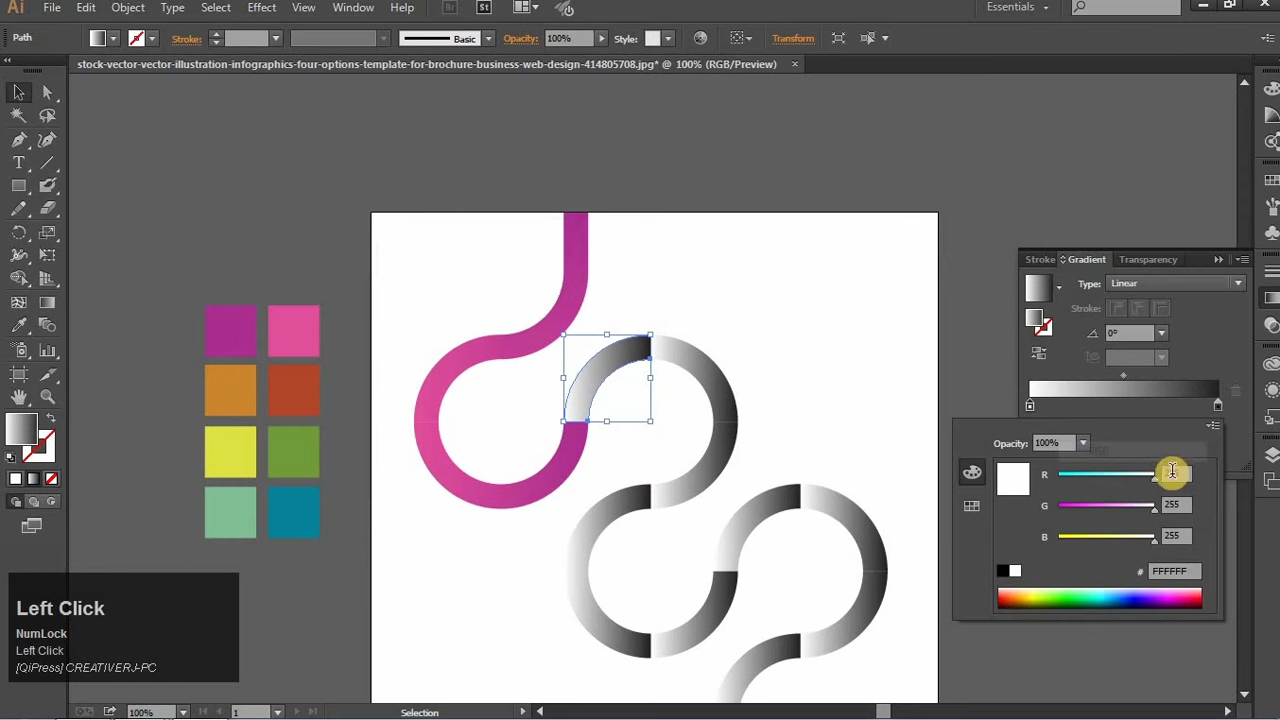 Ai File Edit Object Type Select Effect View Window Help Br St Essentials
Path Stroke: Basic Opacity: 100% Style: Transform
stock-vector-vector-illustration-infographics-four-options-template-for-brochure-business-web-design-414805708.jpg* @ 100% (RGB/Preview)
Stroke Gradient Transparency
Type: Linear
Stroke:
0°
Opacity: 100%
R
G 255
B 255
# FFFFFF
Left Click
NumLock
Left Click
[QiPress] CREATIVERJ-PC
100% 1 Selection